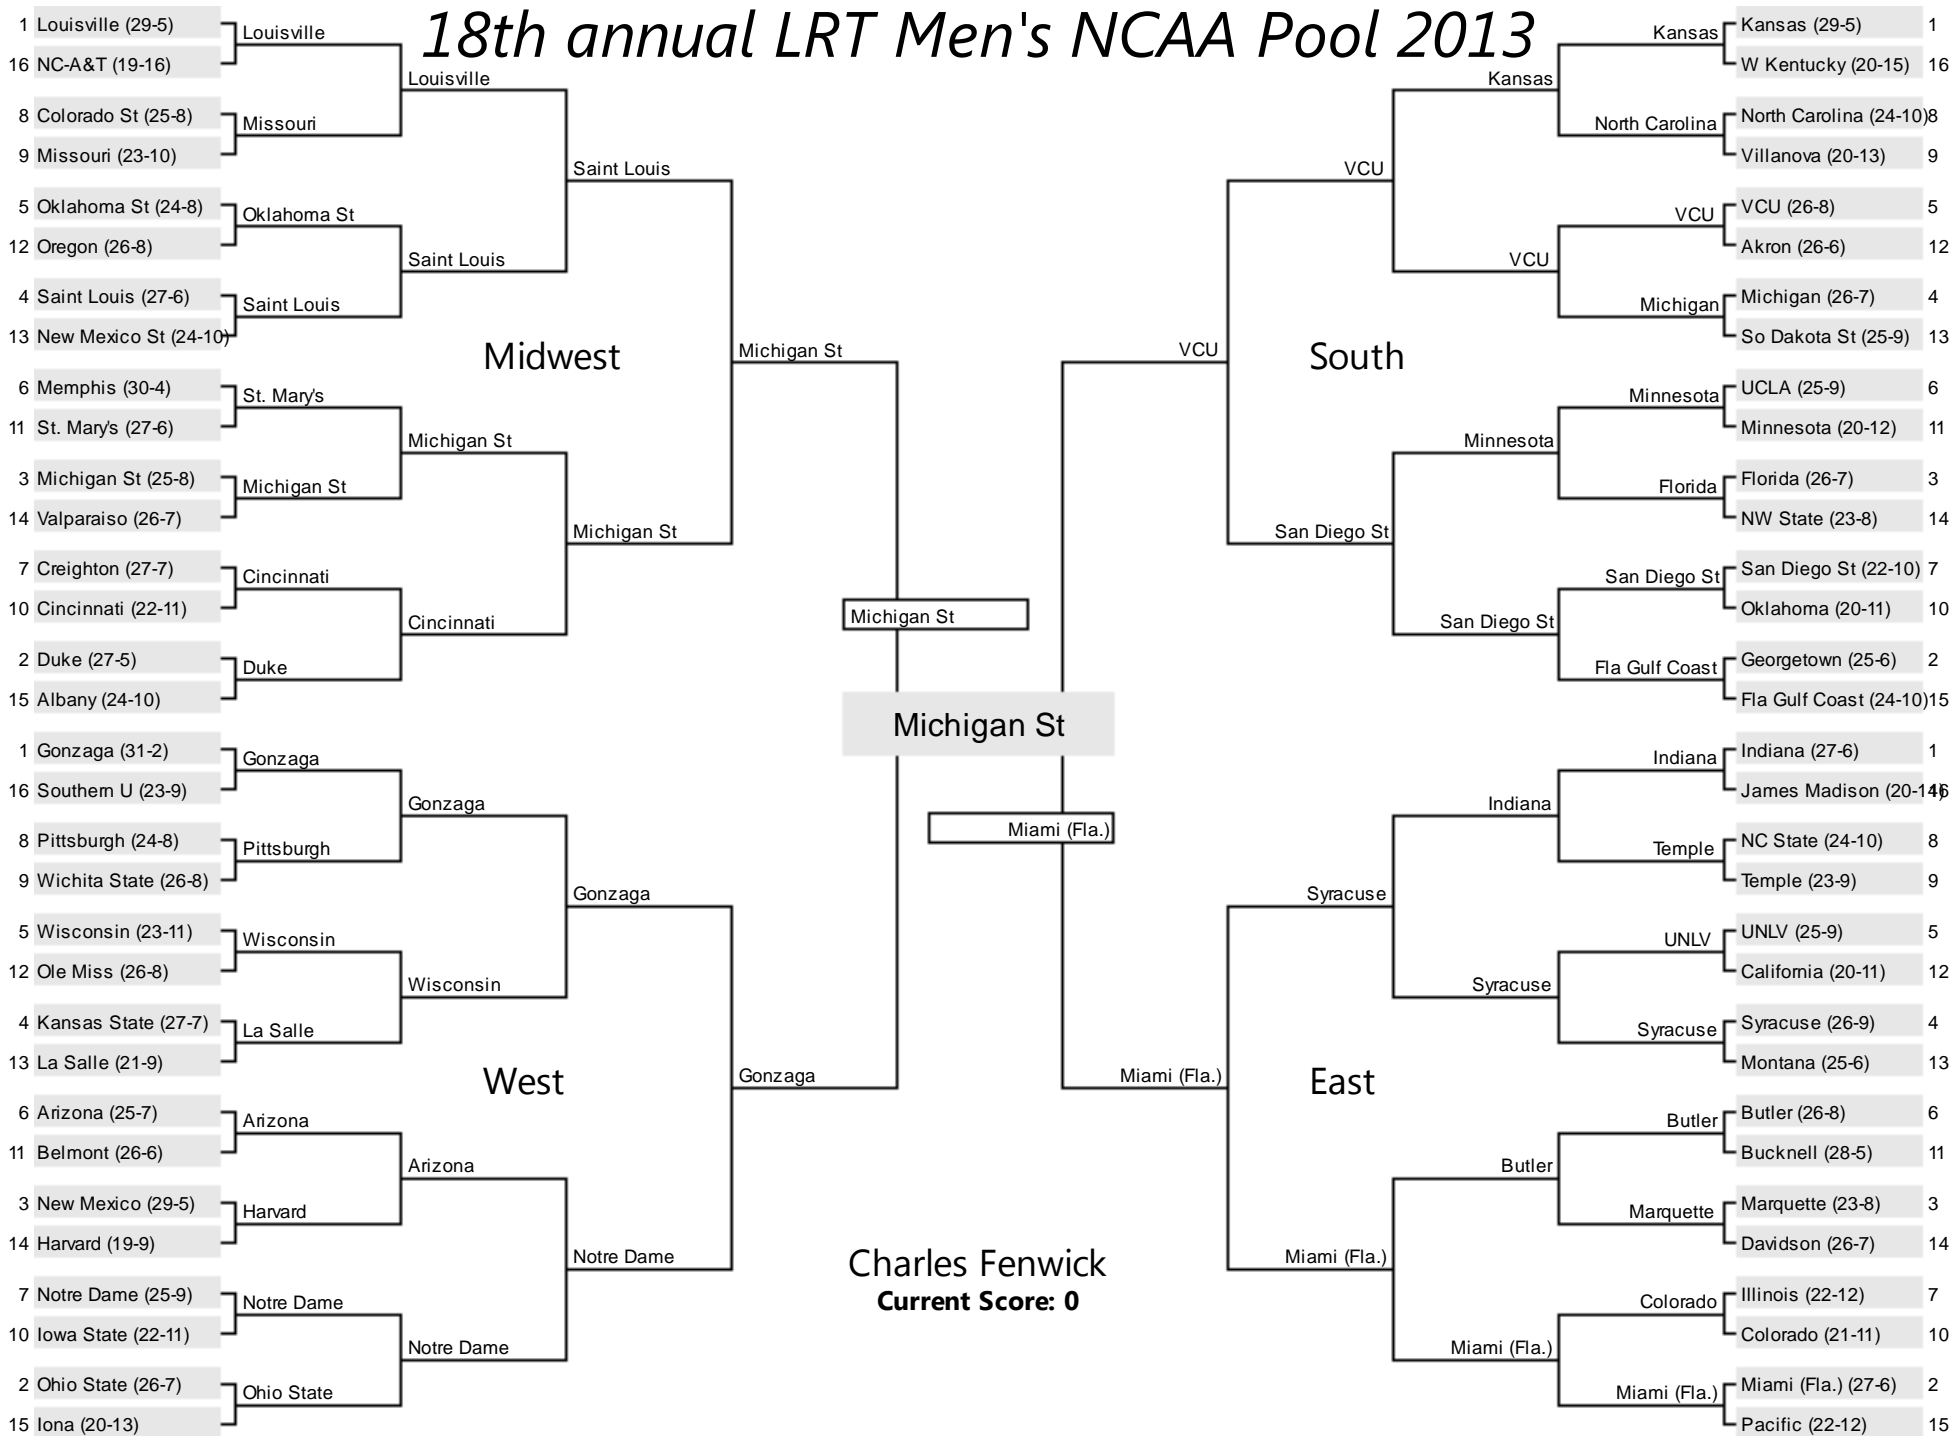 18th annual LRT Men's NCAA Pool 2013
1 Louisville (29-5)
16 NC-A&T (19-16)
8 Colorado St (25-8)
9 Missouri (23-10)
5 Oklahoma St (24-8)
12 Oregon (26-8)
4 Saint Louis (27-6)
13 New Mexico St (24-10)
6 Memphis (30-4)
11 St. Mary's (27-6)
3 Michigan St (25-8)
14 Valparaiso (26-7)
7 Creighton (27-7)
10 Cincinnati (22-11)
2 Duke (27-5)
15 Albany (24-10)
Louisville
Missouri
Oklahoma St
Saint Louis
St. Mary's
Michigan St
Cincinnati
Duke
Louisville
Saint Louis
Michigan St
Cincinnati
Saint Louis
Michigan St
Michigan St
Midwest
1 Gonzaga (31-2)
16 Southern U (23-9)
8 Pittsburgh (24-8)
9 Wichita State (26-8)
5 Wisconsin (23-11)
12 Ole Miss (26-8)
4 Kansas State (27-7)
13 La Salle (21-9)
6 Arizona (25-7)
11 Belmont (26-6)
3 New Mexico (29-5)
14 Harvard (19-9)
7 Notre Dame (25-9)
10 Iowa State (22-11)
2 Ohio State (26-7)
15 Iona (20-13)
Gonzaga
Pittsburgh
Wisconsin
La Salle
Arizona
Harvard
Notre Dame
Ohio State
Gonzaga
Wisconsin
Arizona
Notre Dame
Gonzaga
Notre Dame
Gonzaga
West
Michigan St
Michigan St
Miami (Fla.)
Charles Fenwick
Current Score: 0
Kansas (29-5) 1
W Kentucky (20-15) 16
North Carolina (24-10) 8
Villanova (20-13) 9
VCU (26-8) 5
Akron (26-6) 12
Michigan (26-7) 4
So Dakota St (25-9) 13
UCLA (25-9) 6
Minnesota (20-12) 11
Florida (26-7) 3
NW State (23-8) 14
San Diego St (22-10) 7
Oklahoma (20-11) 10
Georgetown (25-6) 2
Fla Gulf Coast (24-10) 15
Kansas
North Carolina
VCU
Michigan
Minnesota
Florida
San Diego St
Fla Gulf Coast
Kansas
VCU
Minnesota
San Diego St
VCU
San Diego St
VCU
South
Indiana (27-6) 1
James Madison (20-14) 16
NC State (24-10) 8
Temple (23-9) 9
UNLV (25-9) 5
California (20-11) 12
Syracuse (26-9) 4
Montana (25-6) 13
Butler (26-8) 6
Bucknell (28-5) 11
Marquette (23-8) 3
Davidson (26-7) 14
Illinois (22-12) 7
Colorado (21-11) 10
Miami (Fla.) (27-6) 2
Pacific (22-12) 15
Indiana
Temple
UNLV
Syracuse
Butler
Marquette
Colorado
Miami (Fla.)
Indiana
Syracuse
Butler
Miami (Fla.)
Syracuse
Miami (Fla.)
Miami (Fla.)
East